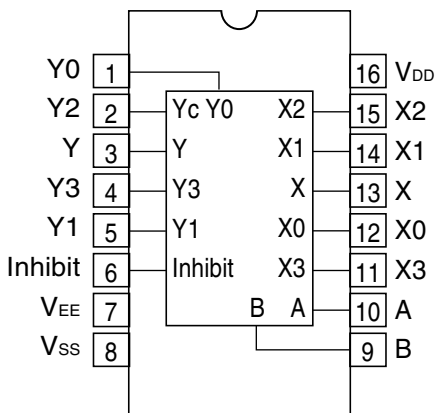 Y0 1 16 VDD
Y2 2 Yc Y0 X2 15 X2
Y 3 Y X1 14 X1
Y3 4 Y3 X 13 X
Y1 5 Y1 X0 12 X0
Inhibit 6 Inhibit X3 11 X3
VEE 7 B A 10 A
VSS 8 9 B